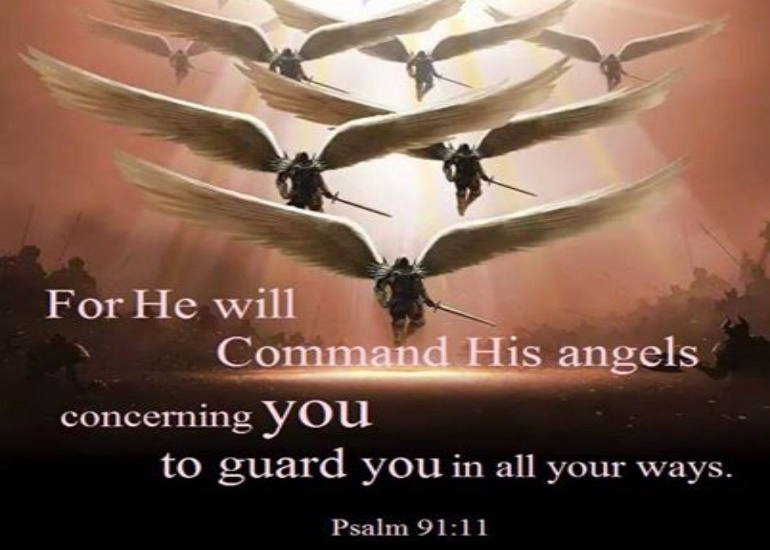 For He will
Command His angels
concerning you
to guard you in all your ways.
Psalm 91:11